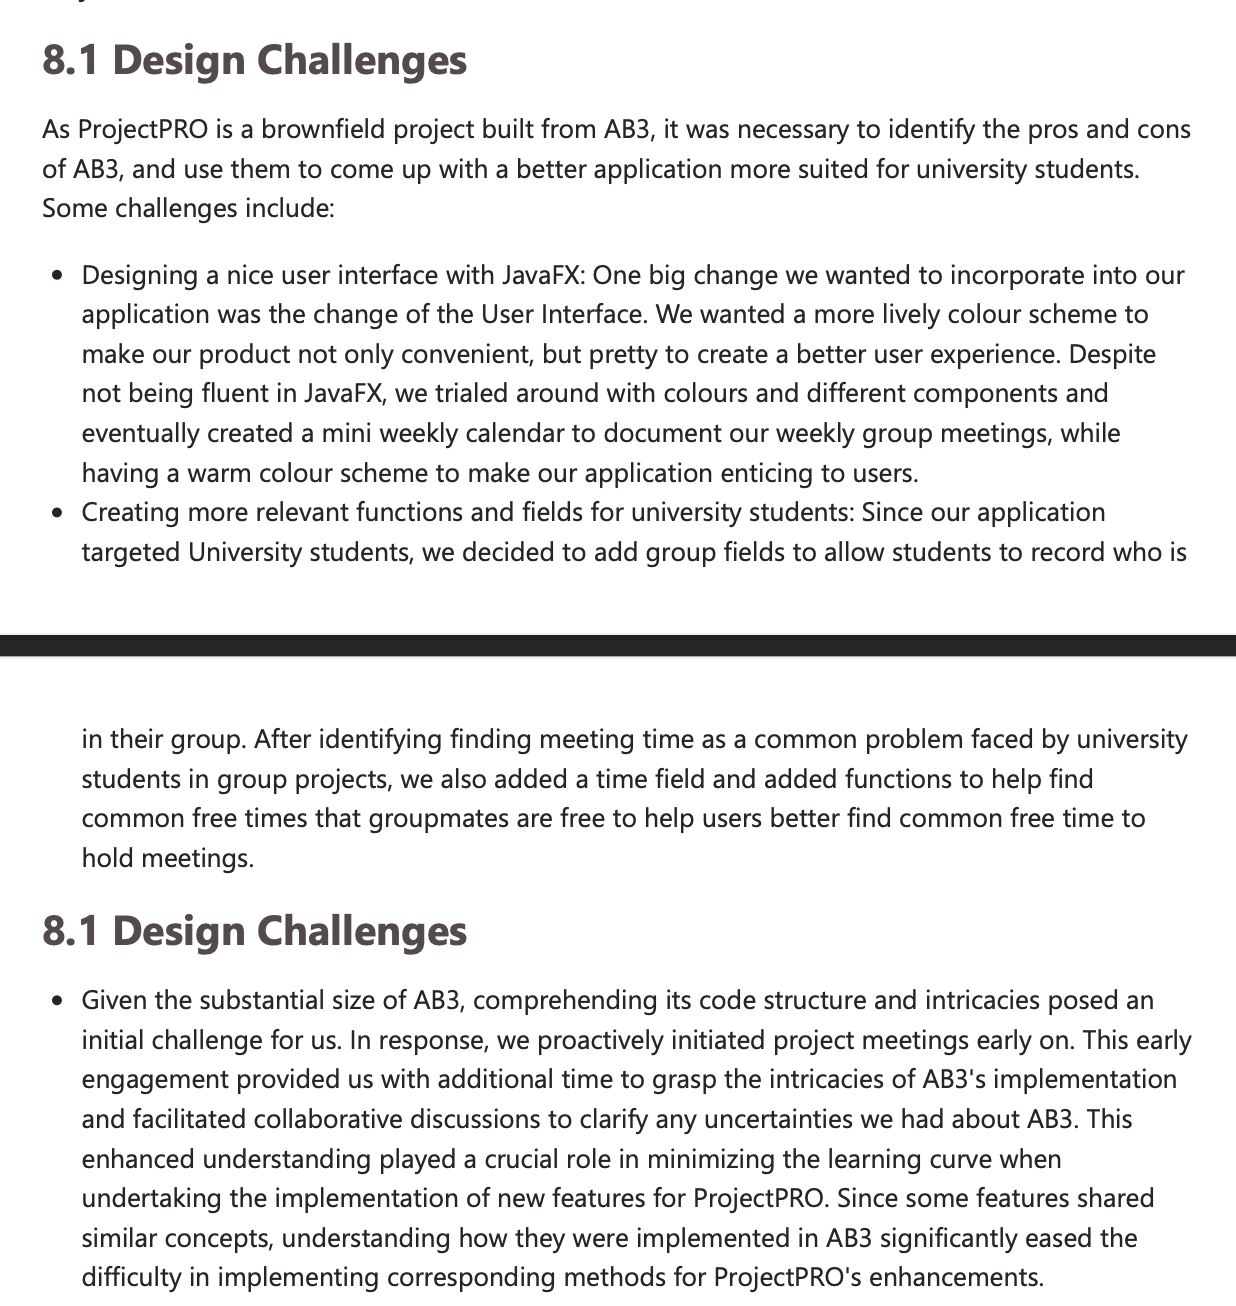 8.1 Design Challenges
As ProjectPRO is a brownfield project built from AB3, it was necessary to identify the pros and cons
of AB3, and use them to come up with a better application more suited for university students.
Some challenges include:
• Designing a nice user interface with JavaFX: One big change we wanted to incorporate into our
application was the change of the User Interface. We wanted a more lively colour scheme to
make our product not only convenient, but pretty to create a better user experience. Despite
not being fluent in JavaFX, we trialed around with colours and different components and
eventually created a mini weekly calendar to document our weekly group meetings, while
having a warm colour scheme to make our application enticing to users.
• Creating more relevant functions and fields for university students: Since our application
targeted University students, we decided to add group fields to allow students to record who is
in their group. After identifying finding meeting time as a common problem faced by university
students in group projects, we also added a time field and added functions to help find
common free times that groupmates are free to help users better find common free time to
hold meetings.
8.1 Design Challenges
• Given the substantial size of AB3, comprehending its code structure and intricacies posed an
initial challenge for us. In response, we proactively initiated project meetings early on. This early
engagement provided us with additional time to grasp the intricacies of AB3's implementation
and facilitated collaborative discussions to clarify any uncertainties we had about AB3. This
enhanced understanding played a crucial role in minimizing the learning curve when
undertaking the implementation of new features for ProjectPRO. Since some features shared
similar concepts, understanding how they were implemented in AB3 significantly eased the
difficulty in implementing corresponding methods for ProjectPRO's enhancements.